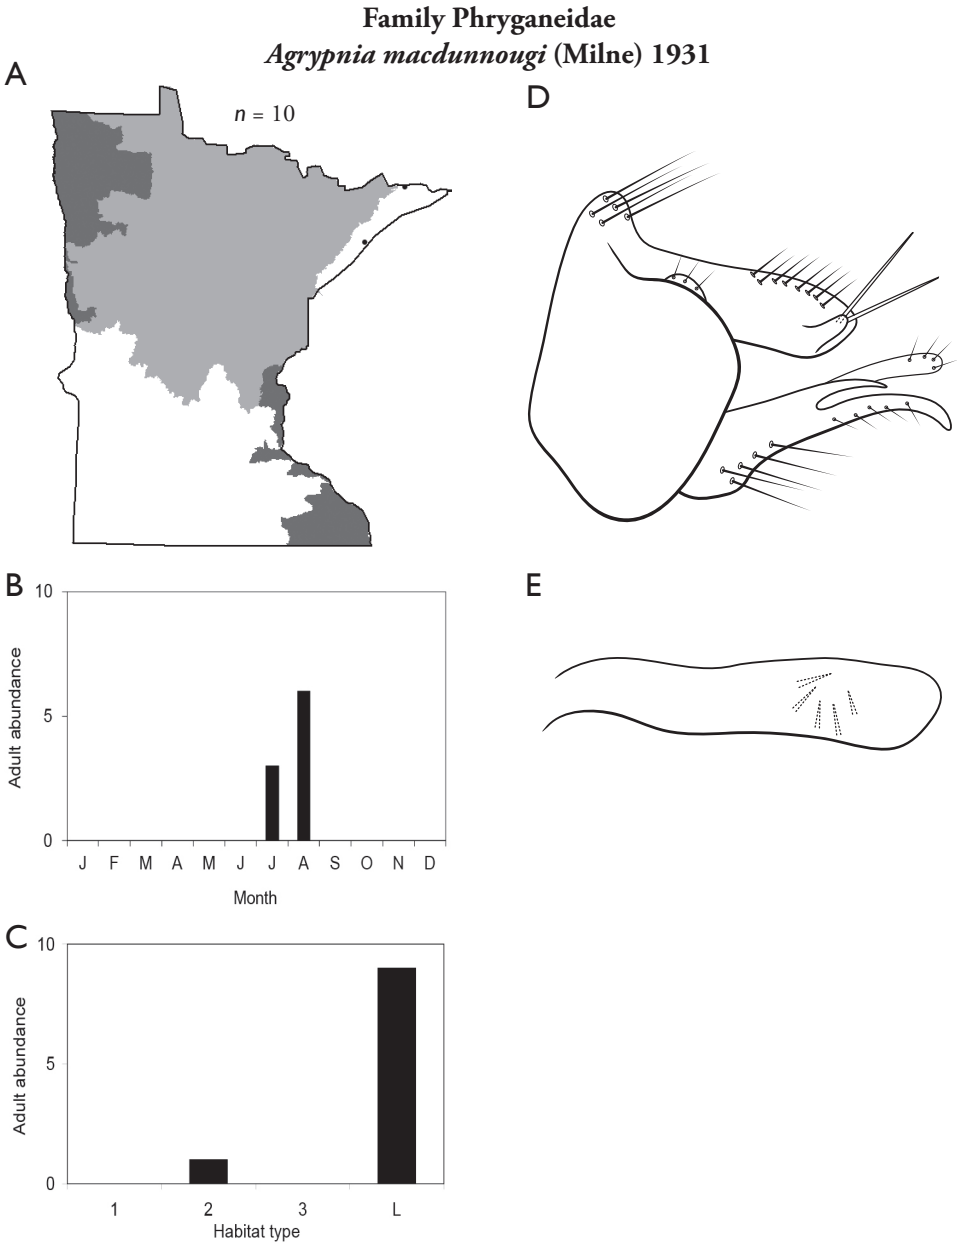 Family Phryganeidae
Agrypnia macdunnougi (Milne) 1931
A
n = 10
D
B
10
5
0
Adult abundance
J F M A M J J A S O N D
Month
E
C
10
5
0
Adult abundance
1 2 3 L
Habitat type